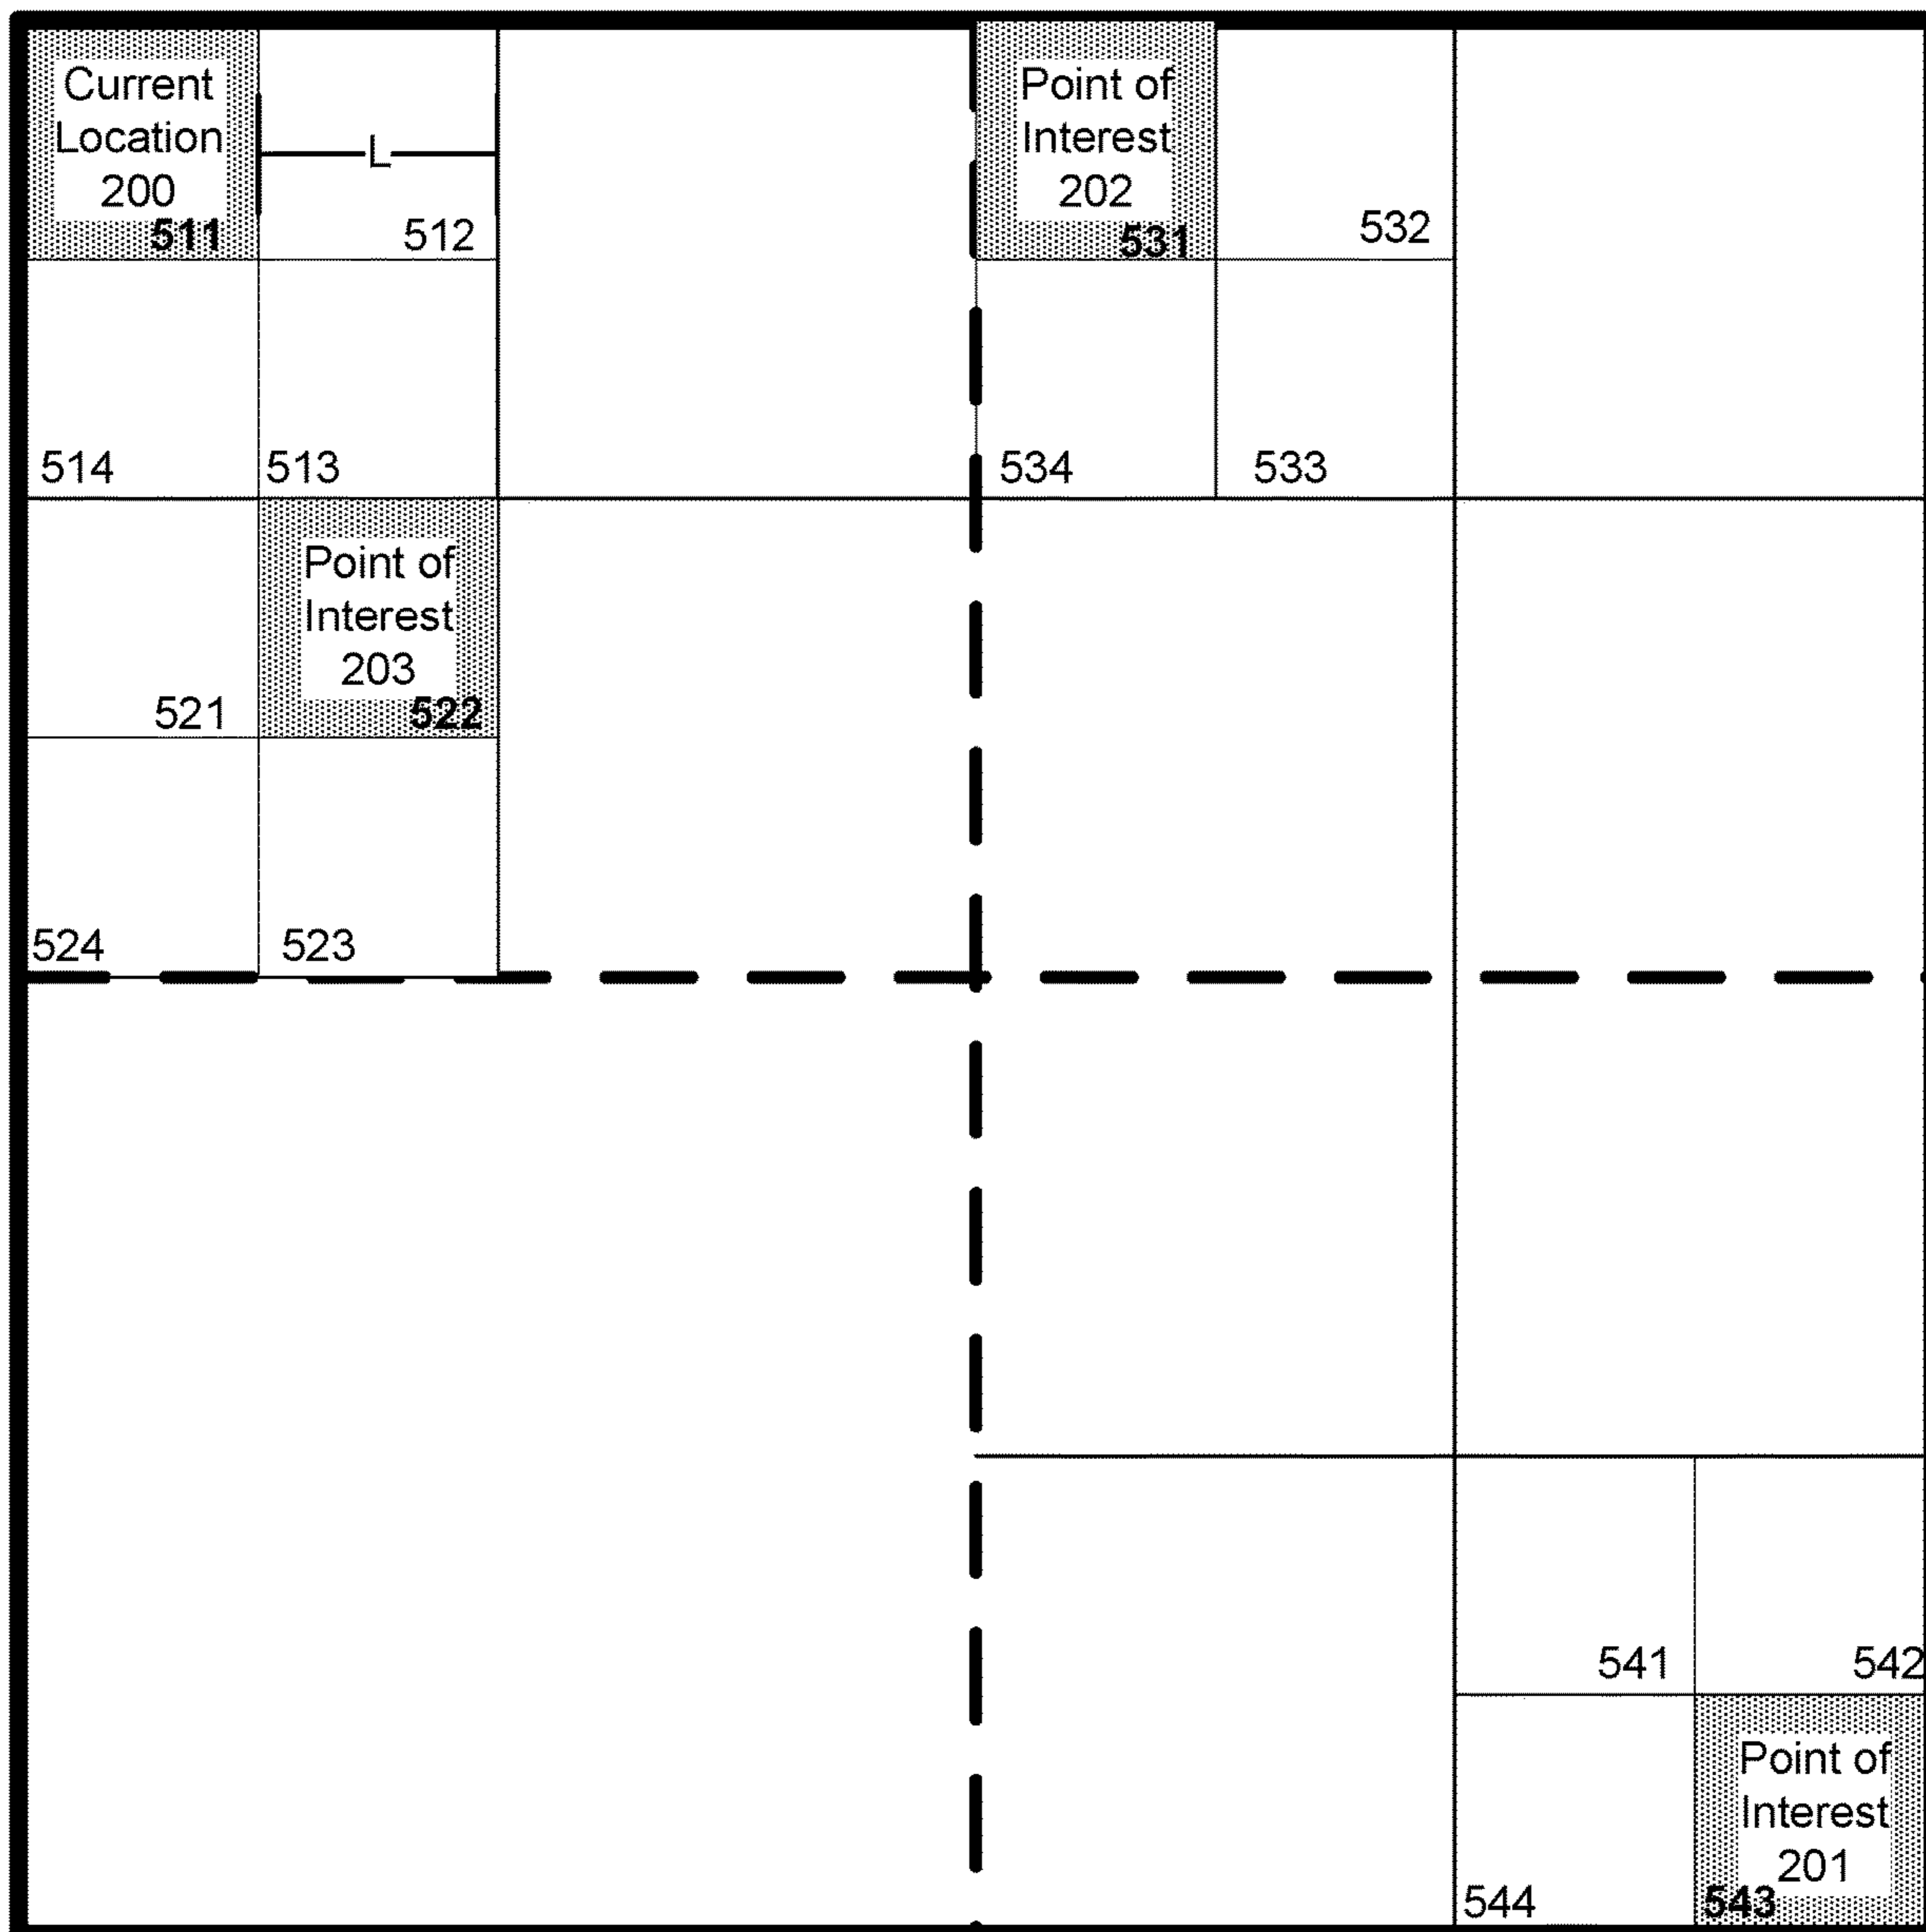 Current
Location
200
511
L
512
Point of
Interest
202
531
532
514
513
534
533
Point of
Interest
203
521
522
524
523
541
542
Point of
Interest
201
544
543